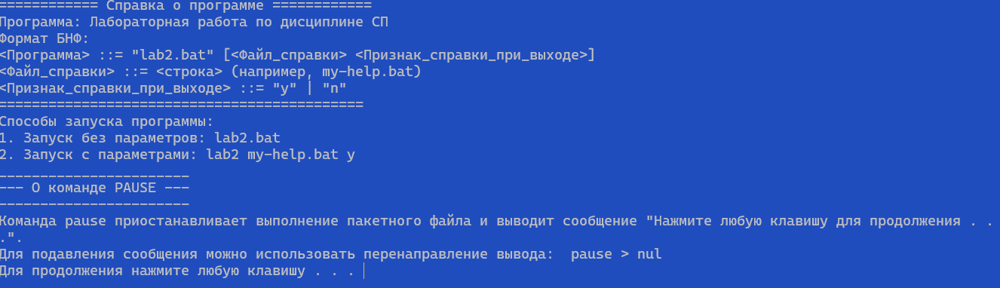 ============ Справка о программе ============
Программа: Лабораторная работа по дисциплине СП
Формат БНФ:
<Программа> ::= "lab2.bat" [<Файл_справки> <Признак_справки_при_выходе>]
<Файл_справки> ::= <строка> (например, my-help.bat)
<Признак_справки_при_выходе> ::= "y" | "n"
============================================
Способы запуска программы:
1. Запуск без параметров: lab2.bat
2. Запуск с параметрами: lab2 my-help.bat y
-----------------------
--- О команде PAUSE ---
-----------------------
Команда pause приостанавливает выполнение пакетного файла и выводит сообщение "Нажмите любую клавишу для продолжения . .
.".
Для подавления сообщения можно использовать перенаправление вывода:  pause > nul
Для продолжения нажмите любую клавишу . . .